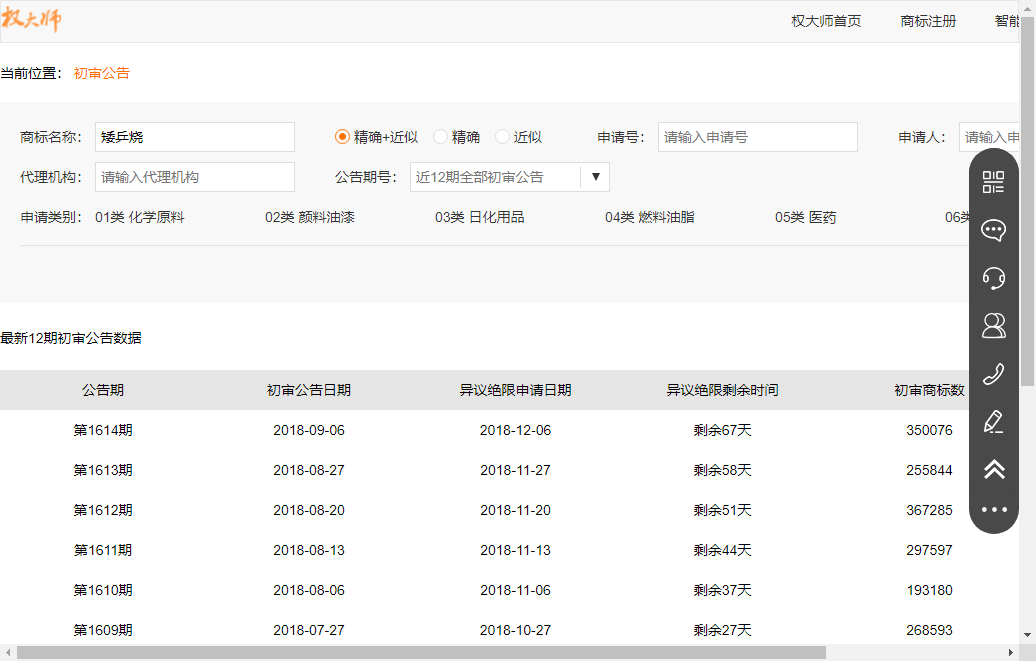 权大师 权大师首页 商标注册 智能
当前位置： 初审公告
商标名称： 矮乒烧 精确+近似 精确 近似 申请号： 请输入申请号 申请人： 请输入申
代理机构： 请输入代理机构 公告期号： 近12期全部初审公告
申请类别： 01类 化学原料 02类 颜料油漆 03类 日化用品 04类 燃料油脂 05类 医药 06类
最新12期初审公告数据
公告期 初审公告日期 异议绝限申请日期 异议绝限剩余时间 初审商标数
第1614期 2018-09-06 2018-12-06 剩余67天 350076
第1613期 2018-08-27 2018-11-27 剩余58天 255844
第1612期 2018-08-20 2018-11-20 剩余51天 367285
第1611期 2018-08-13 2018-11-13 剩余44天 297597
第1610期 2018-08-06 2018-11-06 剩余37天 193180
第1609期 2018-07-27 2018-10-27 剩余27天 268593